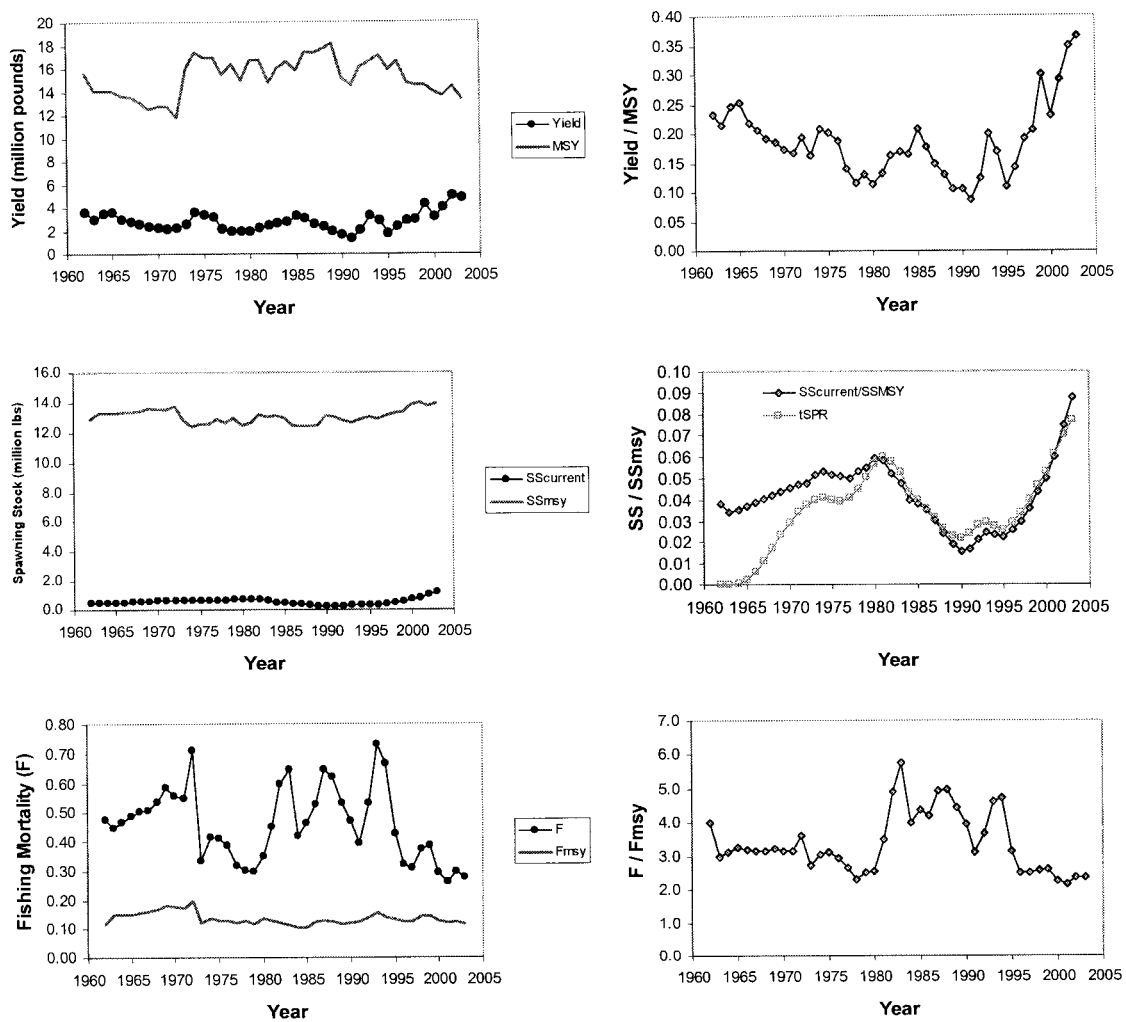 Yield (million pounds)
20
18
16
14
12
10
8
6
4
2
0
1960 1965 1970 1975 1980 1985 1990 1995 2000 2005
Year
Yield
MSY
Yield / MSY
0.40
0.35
0.30
0.25
0.20
0.15
0.10
0.05
0.00
1960 1965 1970 1975 1980 1985 1990 1995 2000 2005
Year
Spawning Stock (million lbs)
16.0
14.0
12.0
10.0
8.0
6.0
4.0
2.0
0.0
1960 1965 1970 1975 1980 1985 1990 1995 2000 2005
Year
SScurrent
SSmsy
SS / SSmsy
0.10
0.09
0.08
0.07
0.06
0.05
0.04
0.03
0.02
0.01
0.00
SScurrent/SSMSY
tSPR
1960 1965 1970 1975 1980 1985 1990 1995 2000 2005
Year
Fishing Mortality (F)
0.80
0.70
0.60
0.50
0.40
0.30
0.20
0.10
0.00
1960 1965 1970 1975 1980 1985 1990 1995 2000 2005
Year
F
Fmsy
F / Fmsy
7.0
6.0
5.0
4.0
3.0
2.0
1.0
0.0
1960 1965 1970 1975 1980 1985 1990 1995 2000 2005
Year